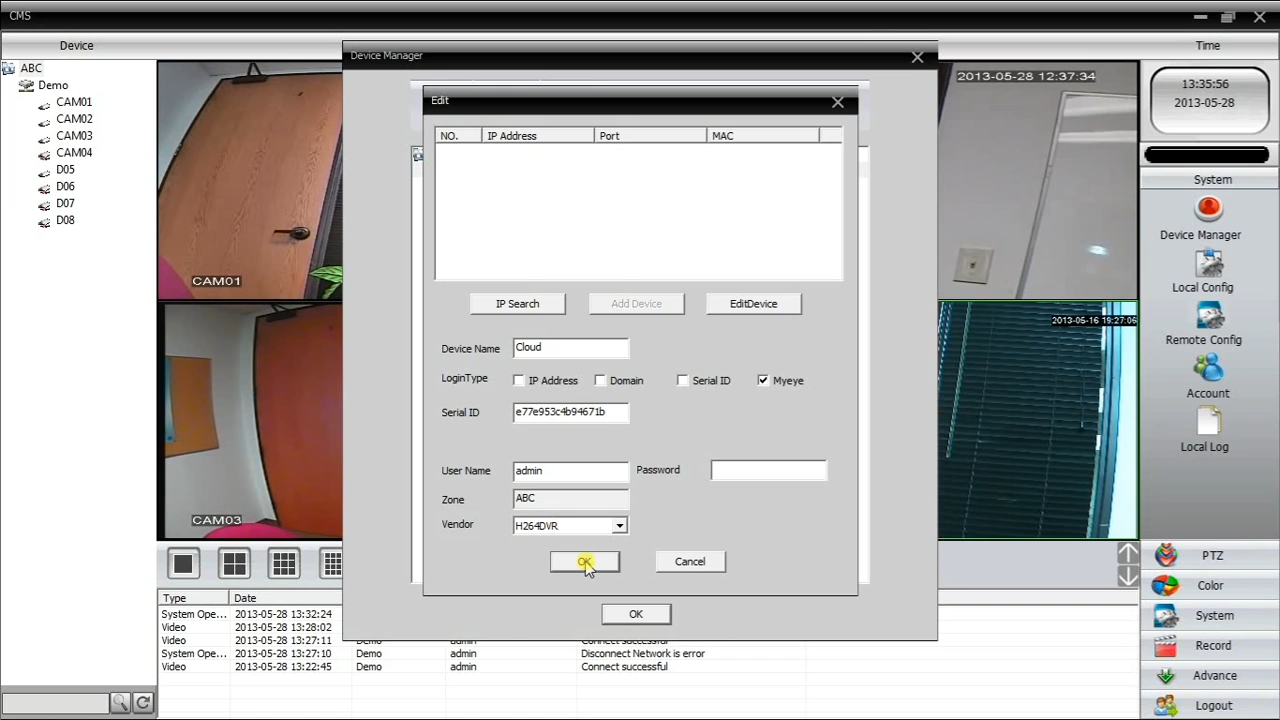 CMS
Device
Device Manager
Time
ABC
Demo
CAM01
CAM02
CAM03
CAM04
D05
D06
D07
D08
CAM01
CAM03
2013-05-28 12:37:34
2013-05-16 19:27:06
Edit
NO. IP Address Port MAC
IP Search Add Device EditDevice
Device Name Cloud
LoginType IP Address Domain Serial ID Myeye
Serial ID e77e953c4b94671b
User Name admin Password
Zone ABC
Vendor H264DVR
OK Cancel
OK
13:35:56
2013-05-28
System
Device Manager
Local Config
Remote Config
Account
Local Log
PTZ
Color
System
Record
Advance
Logout
Type Date
System Ope... 2013-05-28 13:32:24
Video 2013-05-28 13:28:02
Video 2013-05-28 13:27:11 Demo admin Connect successful
System Ope... 2013-05-28 13:27:10 Demo admin Disconnect Network is error
Video 2013-05-28 13:22:45 Demo admin Connect successful